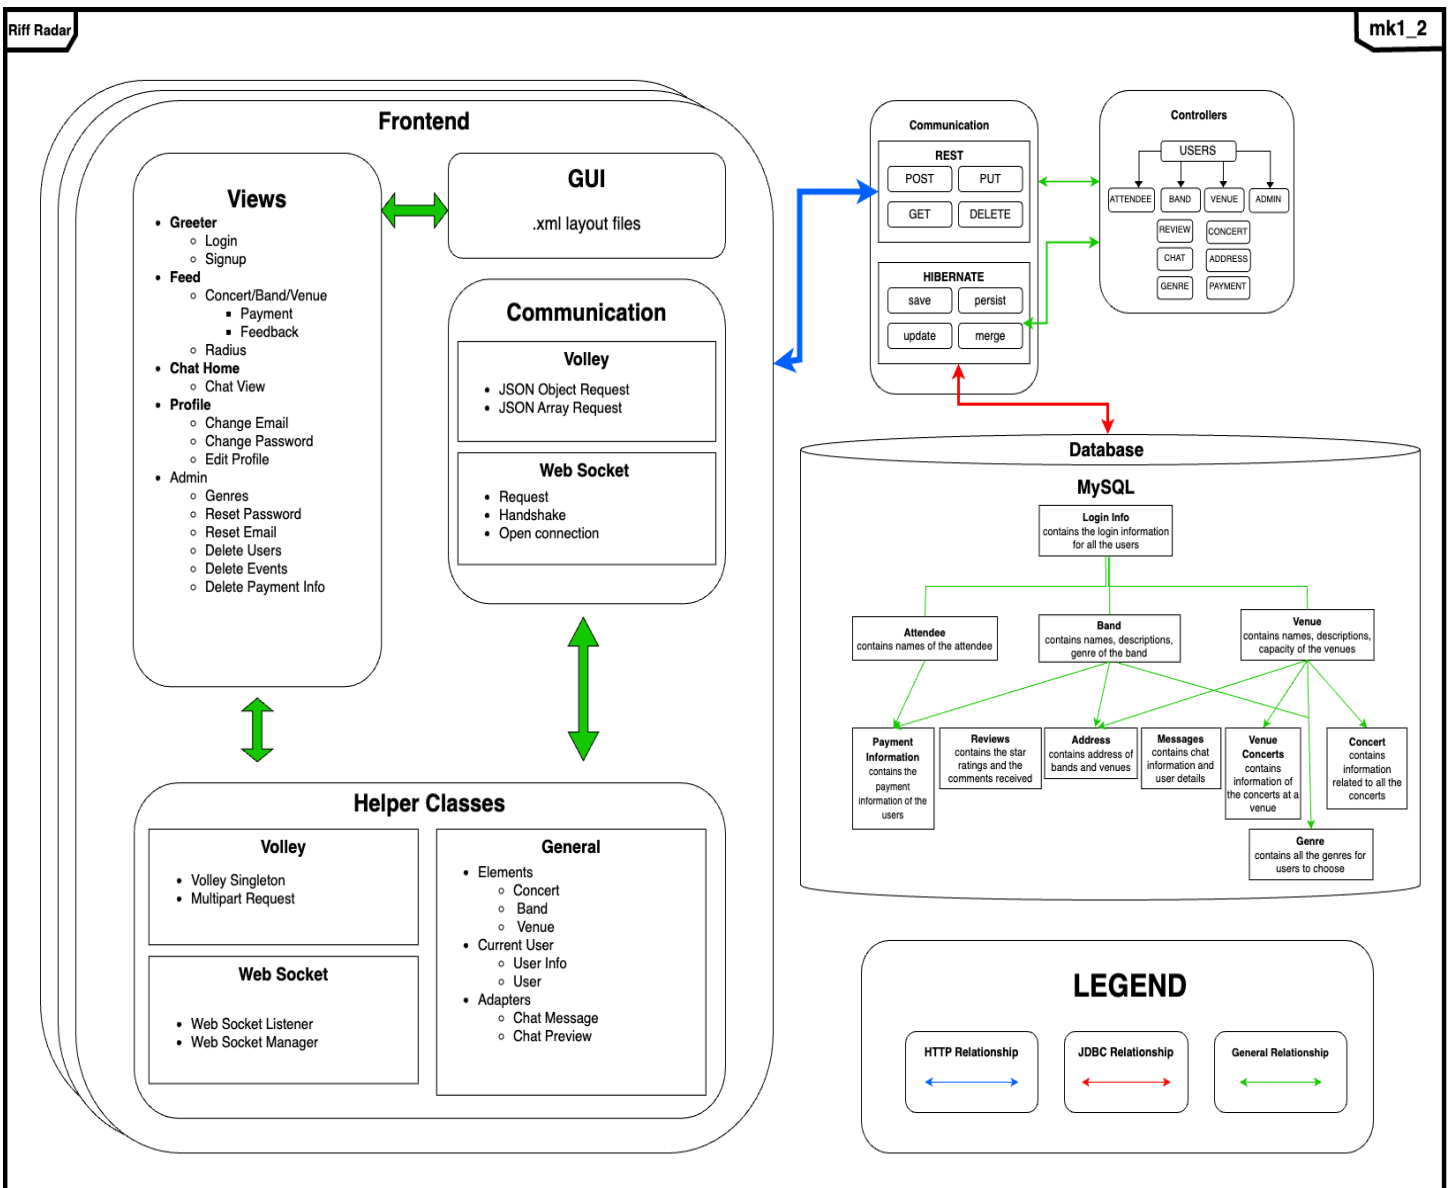 Riff Radar
mk1_2
Frontend
Views
Greeter
Login
Signup
Feed
Concert/Band/Venue
Payment
Feedback
Radius
Chat Home
Chat View
Profile
Change Email
Change Password
Edit Profile
Admin
Genres
Reset Password
Reset Email
Delete Users
Delete Events
Delete Payment Info
GUI
.xml layout files
Communication
Volley
JSON Object Request
JSON Array Request
Web Socket
Request
Handshake
Open connection
Helper Classes
Volley
Volley Singleton
Multipart Request
Web Socket
Web Socket Listener
Web Socket Manager
General
Elements
Concert
Band
Venue
Current User
User Info
User
Adapters
Chat Message
Chat Preview
Communication
REST
POST
PUT
GET
DELETE
HIBERNATE
save
persist
update
merge
Controllers
USERS
ATTENDEE
BAND
VENUE
ADMIN
REVIEW
CONCERT
CHAT
ADDRESS
GENRE
PAYMENT
Database
MySQL
Login Info
contains the login information
for all the users
Attendee
contains names of the attendee
Band
contains names, descriptions,
genre of the band
Venue
contains names, descriptions,
capacity of the venues
Payment
Information
contains the
payment
information of the
users
Reviews
contains the star
ratings and the
comments received
Address
contains address of
bands and venues
Messages
contains chat
information and
user details
Venue
Concerts
contains
information of
the concerts at a
venue
Concert
contains
information
related to all the
concerts
Genre
contains all the genres for
users to choose
LEGEND
HTTP Relationship
JDBC Relationship
General Relationship